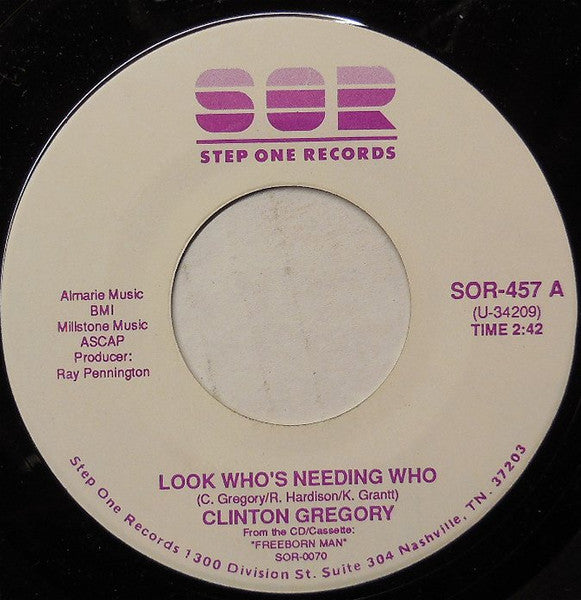 SOR
STEP ONE RECORDS
Almarie Music
BMI
Millstone Music
ASCAP
Producer:
Ray Pennington
SOR-457 A
(U-34209)
TIME 2:42
LOOK WHO'S NEEDING WHO
(C. Gregory/R. Hardison/K. Grantt)
CLINTON GREGORY
From the CD/Cassette:
"FREEBORN MAN"
SOR-0070
Step One Records 1300 Division St. Suite 304 Nashville, TN. 37203